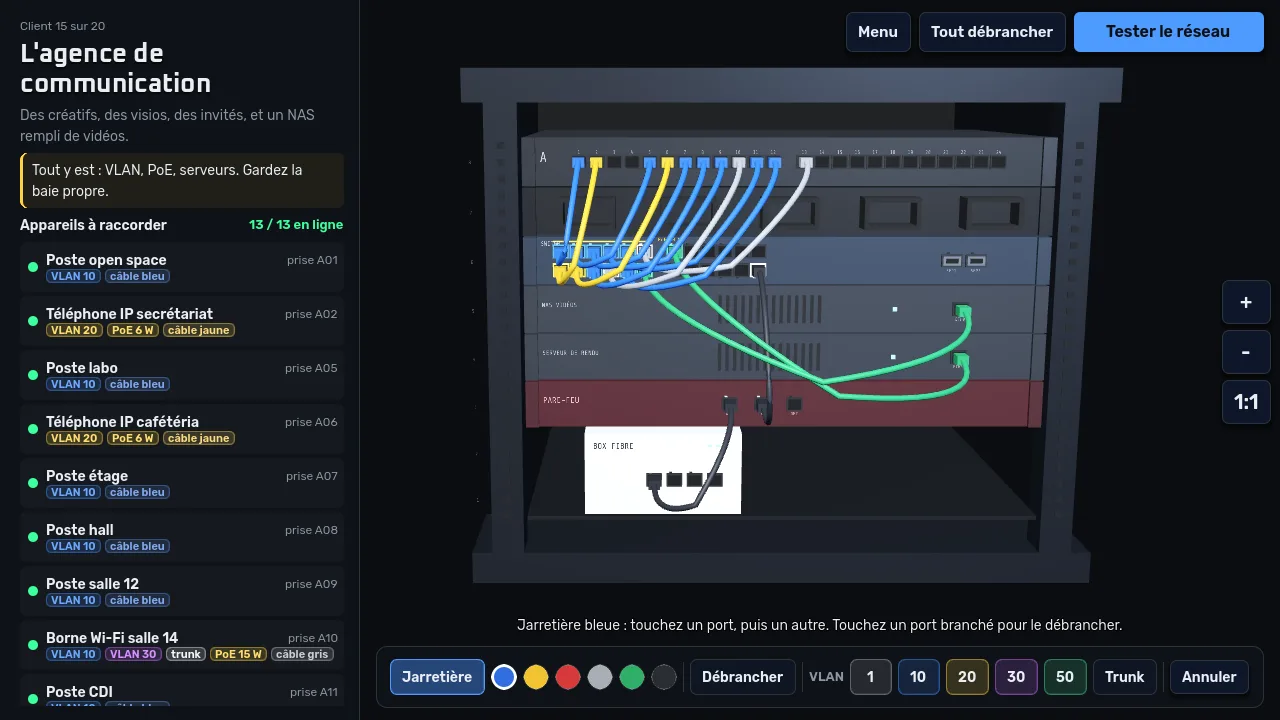 Client 15 sur 20
L'agence de
communication
Des créatifs, des visios, des invités, et un NAS
rempli de vidéos.
Tout y est : VLAN, PoE, serveurs. Gardez la
baie propre.
Appareils à raccorder 13 / 13 en ligne
Poste open space prise A01
VLAN 10 câble bleu
Téléphone IP secrétariat prise A02
VLAN 20 PoE 6 W câble jaune
Poste labo prise A05
VLAN 10 câble bleu
Téléphone IP cafétéria prise A06
VLAN 20 PoE 6 W câble jaune
Poste étage prise A07
VLAN 10 câble bleu
Poste hall prise A08
VLAN 10 câble bleu
Poste salle 12 prise A09
VLAN 10 câble bleu
Borne Wi-Fi salle 14 prise A10
VLAN 10 VLAN 30 trunk PoE 15 W câble gris
Poste CDI prise A11
Menu
Tout débrancher
Tester le réseau
A
NAS VIDÉOS
SERVEUR DE RENDU
PARE-FEU
BOX FIBRE
+
-
1:1
Jarretière bleue : touchez un port, puis un autre. Touchez un port branché pour le débrancher.
Jarretière Débrancher VLAN 1 10 20 30 50 Trunk Annuler